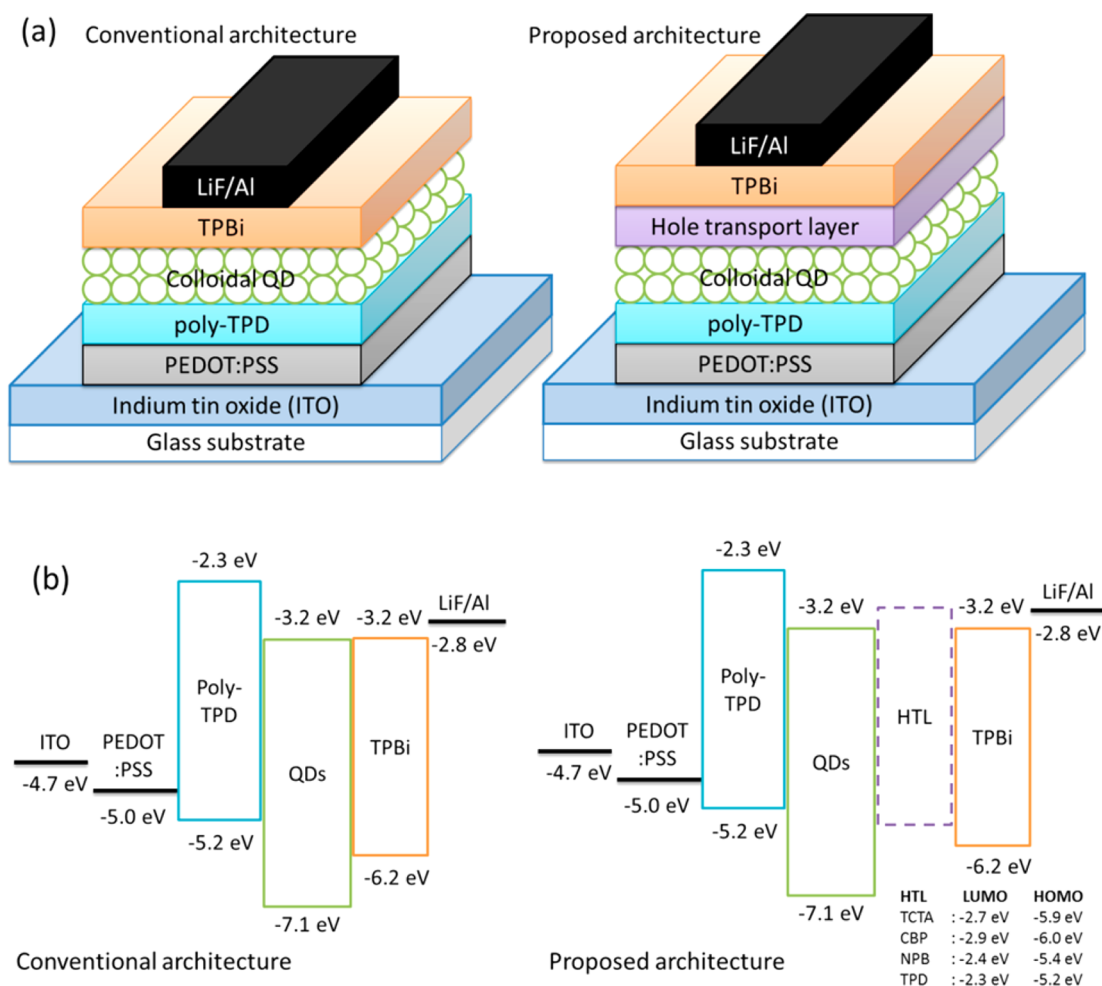 (a)
Conventional architecture
Proposed architecture
LiF/Al
TPBi
Colloidal QD
poly-TPD
PEDOT:PSS
Indium tin oxide (ITO)
Glass substrate
LiF/Al
TPBi
Hole transport layer
Colloidal QD
poly-TPD
PEDOT:PSS
Indium tin oxide (ITO)
Glass substrate
(b)
-2.3 eV
-3.2 eV
-3.2 eV
LiF/Al
-2.8 eV
Poly-
TPD
ITO
-4.7 eV
PEDOT
:PSS
-5.0 eV
QDs
TPBi
-5.2 eV
-6.2 eV
-7.1 eV
Conventional architecture
-2.3 eV
-3.2 eV
-3.2 eV
LiF/Al
-2.8 eV
Poly-
TPD
ITO
-4.7 eV
PEDOT
:PSS
-5.0 eV
QDs
HTL
TPBi
-5.2 eV
-6.2 eV
-7.1 eV
HTL LUMO HOMO
TCTA : -2.7 eV -5.9 eV
CBP : -2.9 eV -6.0 eV
NPB : -2.4 eV -5.4 eV
TPD : -2.3 eV -5.2 eV
Proposed architecture